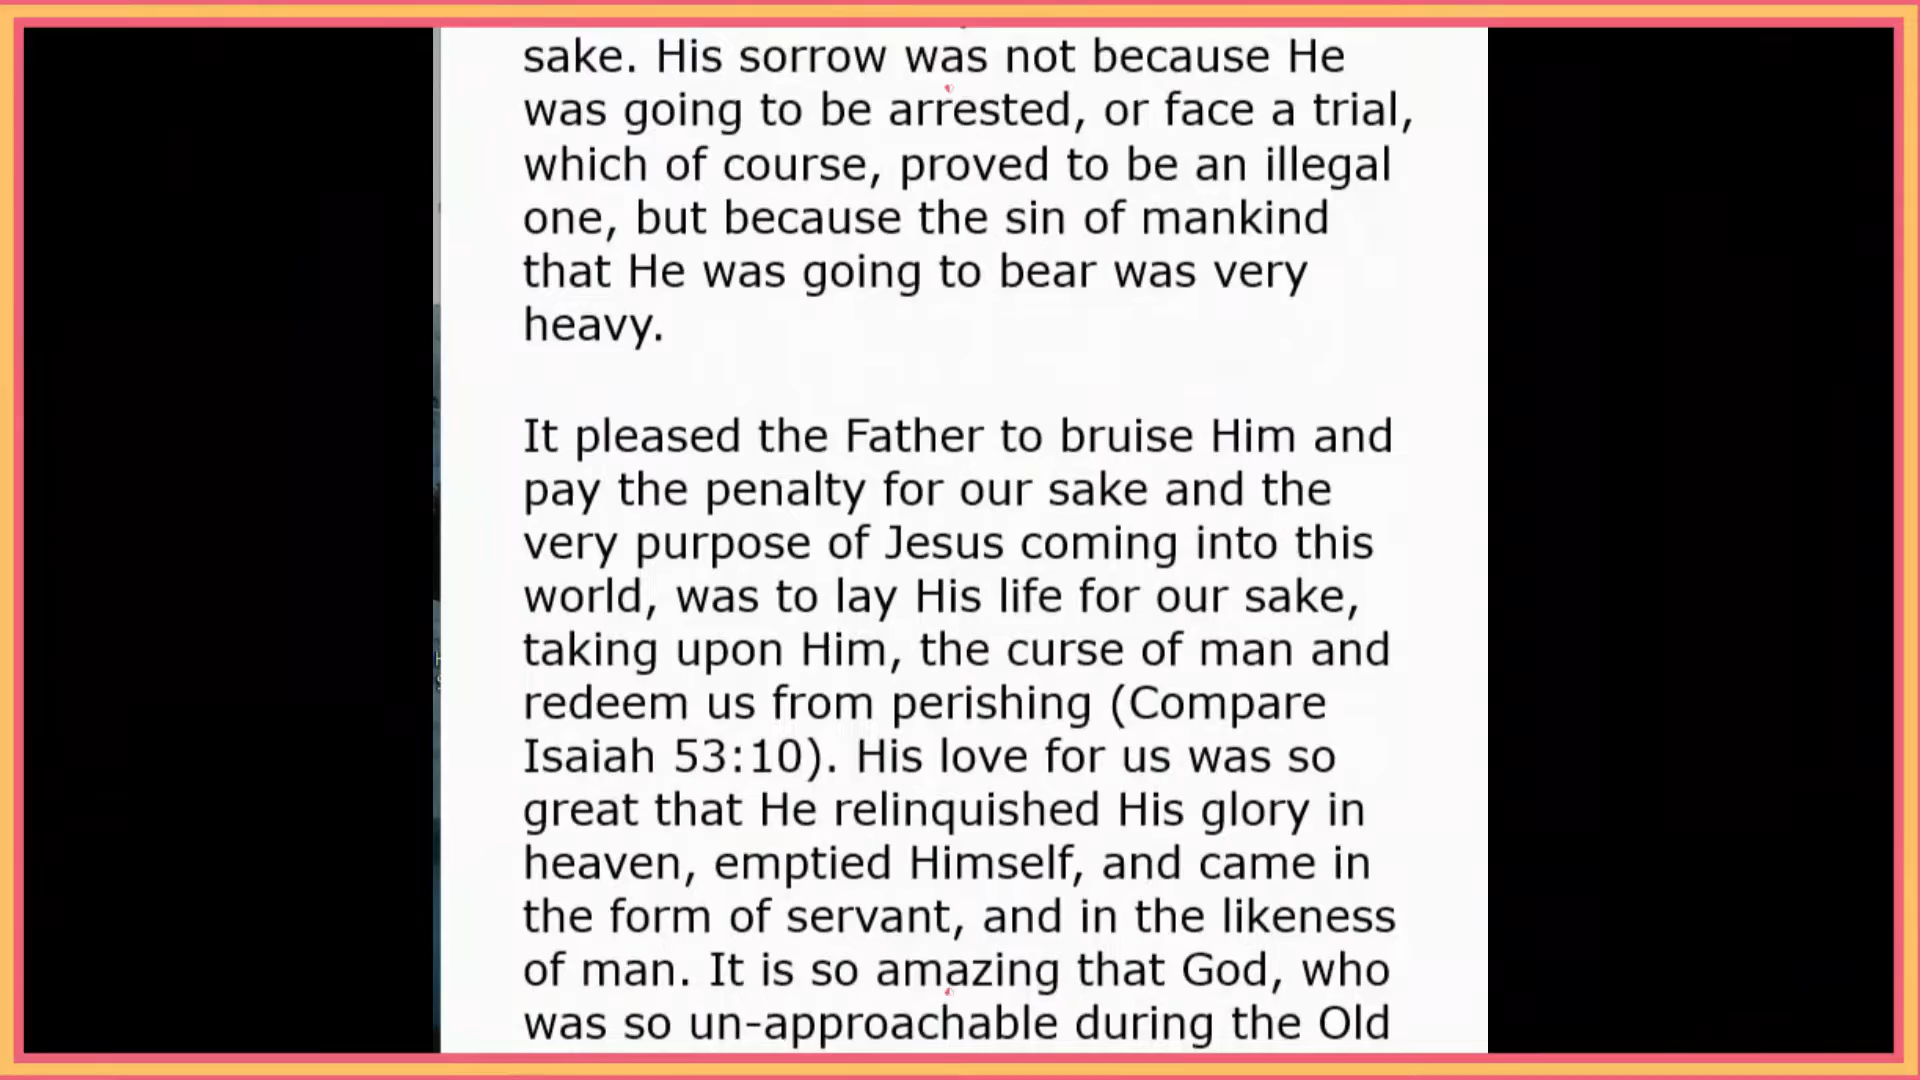 sake. His sorrow was not because He
was going to be arrested, or face a trial,
which of course, proved to be an illegal
one, but because the sin of mankind
that He was going to bear was very
heavy.
It pleased the Father to bruise Him and
pay the penalty for our sake and the
very purpose of Jesus coming into this
world, was to lay His life for our sake,
taking upon Him, the curse of man and
redeem us from perishing (Compare
Isaiah 53:10). His love for us was so
great that He relinquished His glory in
heaven, emptied Himself, and came in
the form of servant, and in the likeness
of man. It is so amazing that God, who
was so un-approachable during the Old